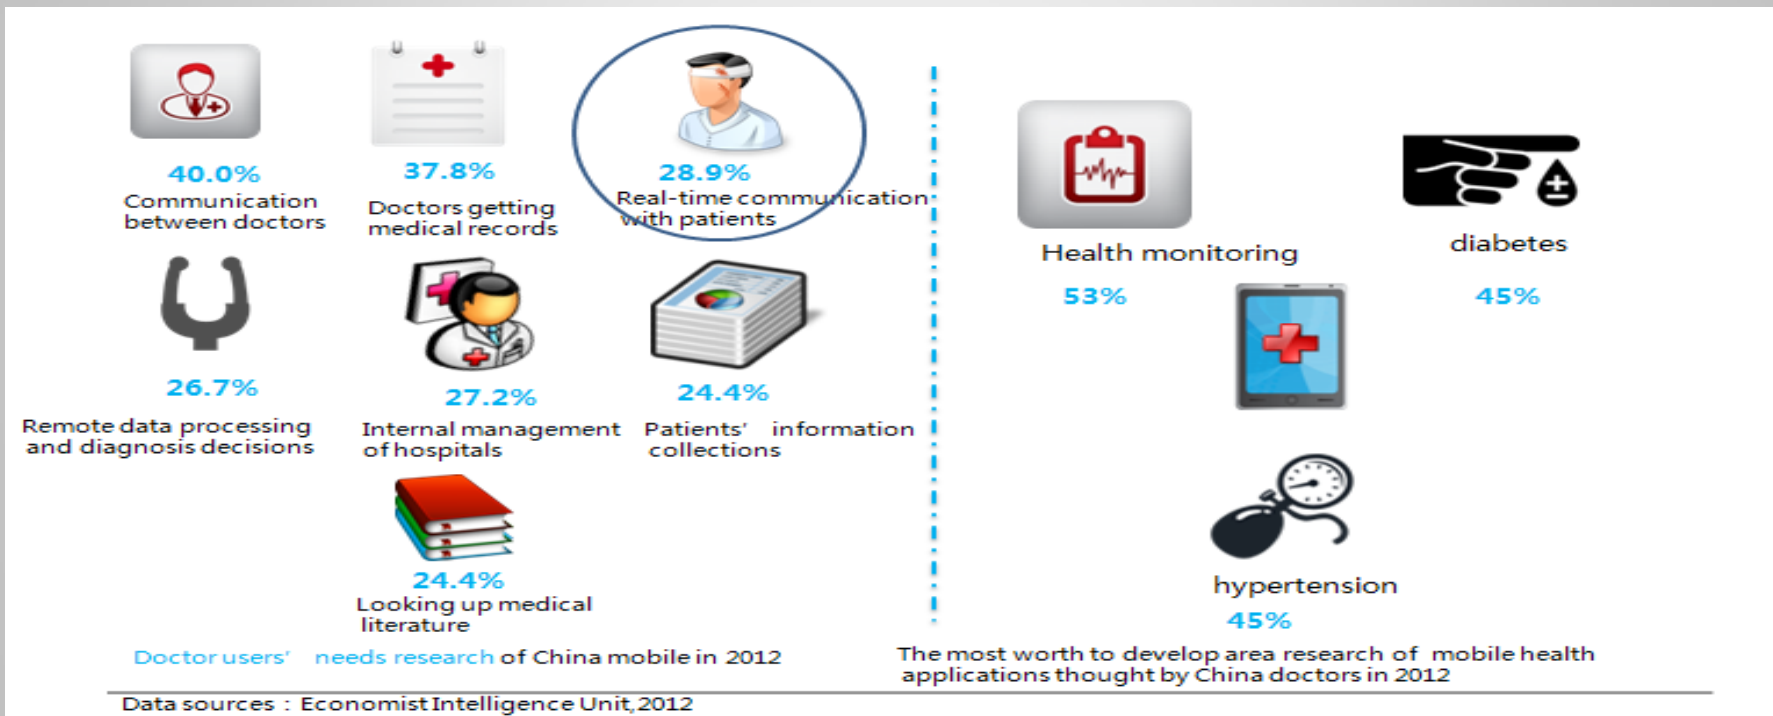 40.0%
Communication
between doctors
37.8%
Doctors getting
medical records
28.9%
Real-time communication
with patients
26.7%
Remote data processing
and diagnosis decisions
27.2%
Internal management
of hospitals
24.4%
Patients' information
collections
24.4%
Looking up medical
literature
Doctor users' needs research of China mobile in 2012
Health monitoring
53%
diabetes
45%
hypertension
45%
The most worth to develop area research of mobile health
applications thought by China doctors in 2012
Data sources : Economist Intelligence Unit,2012